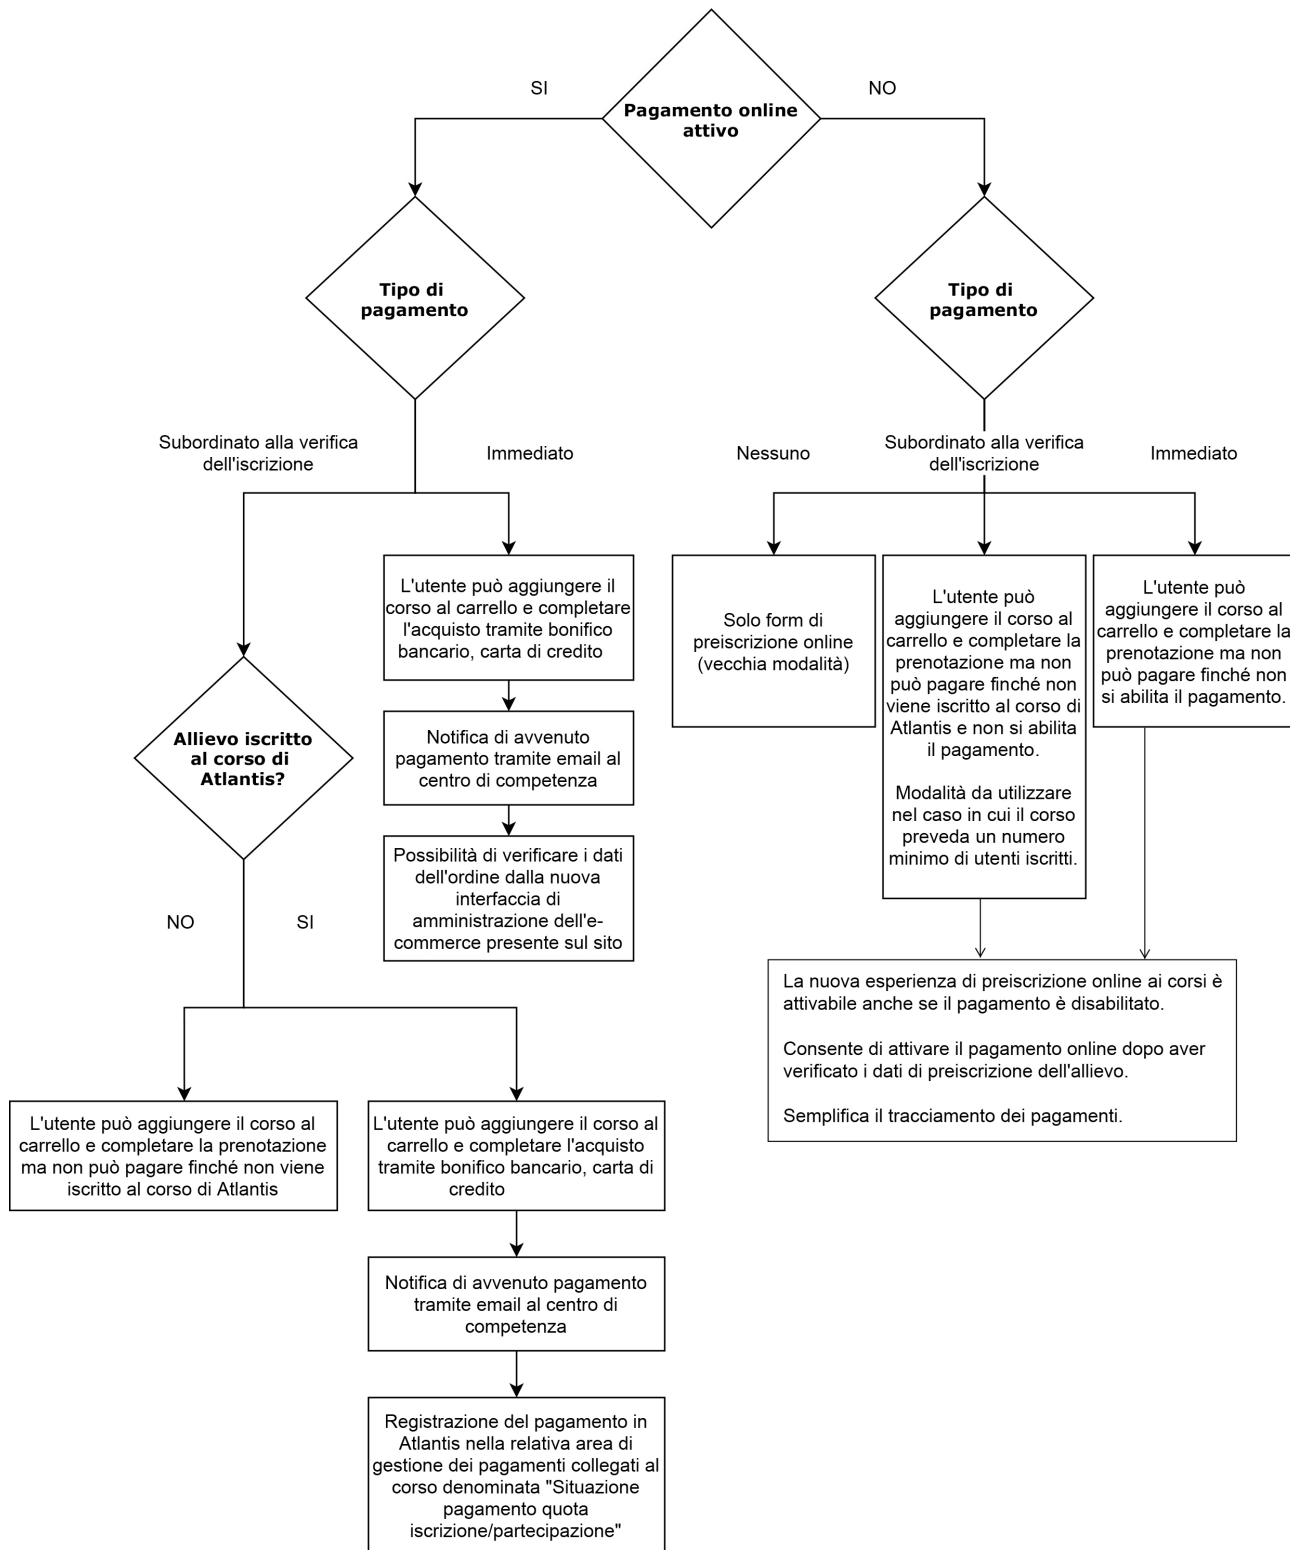 SI
NO
Pagamento online
attivo
Tipo di
pagamento
Tipo di
pagamento
Subordinato alla verifica
dell'iscrizione
Immediato
Nessuno
Subordinato alla verifica
dell'iscrizione
Immediato
L'utente può aggiungere il
corso al carrello e completare
l'acquisto tramite bonifico
bancario, carta di credito
Notifica di avvenuto
pagamento tramite email al
centro di competenza
Possibilità di verificare i dati
dell'ordine dalla nuova
interfaccia di
amministrazione dell'e-
commerce presente sul sito
Solo form di
preiscrizione online
(vecchia modalità)
L'utente può
aggiungere il corso al
carrello e completare la
prenotazione ma non
può pagare finché non
viene iscritto al corso di
Atlantis e non si abilita
il pagamento.
Modalità da utilizzare
nel caso in cui il corso
preveda un numero
minimo di utenti iscritti.
L'utente può
aggiungere il corso al
carrello e completare la
prenotazione ma non
può pagare finché non
si abilita il pagamento.
Allievo iscritto
al corso di
Atlantis?
NO
SI
La nuova esperienza di preiscrizione online ai corsi è
attivabile anche se il pagamento è disabilitato.
Consente di attivare il pagamento online dopo aver
verificato i dati di preiscrizione dell'allievo.
Semplifica il tracciamento dei pagamenti.
L'utente può aggiungere il corso al
carrello e completare la prenotazione
ma non può pagare finché non viene
iscritto al corso di Atlantis
L'utente può aggiungere il corso al
carrello e completare l'acquisto
tramite bonifico bancario, carta di
credito
Notifica di avvenuto pagamento
tramite email al centro di
competenza
Registrazione del pagamento in
Atlantis nella relativa area di
gestione dei pagamenti collegati al
corso denominata "Situazione
pagamento quota
iscrizione/partecipazione"